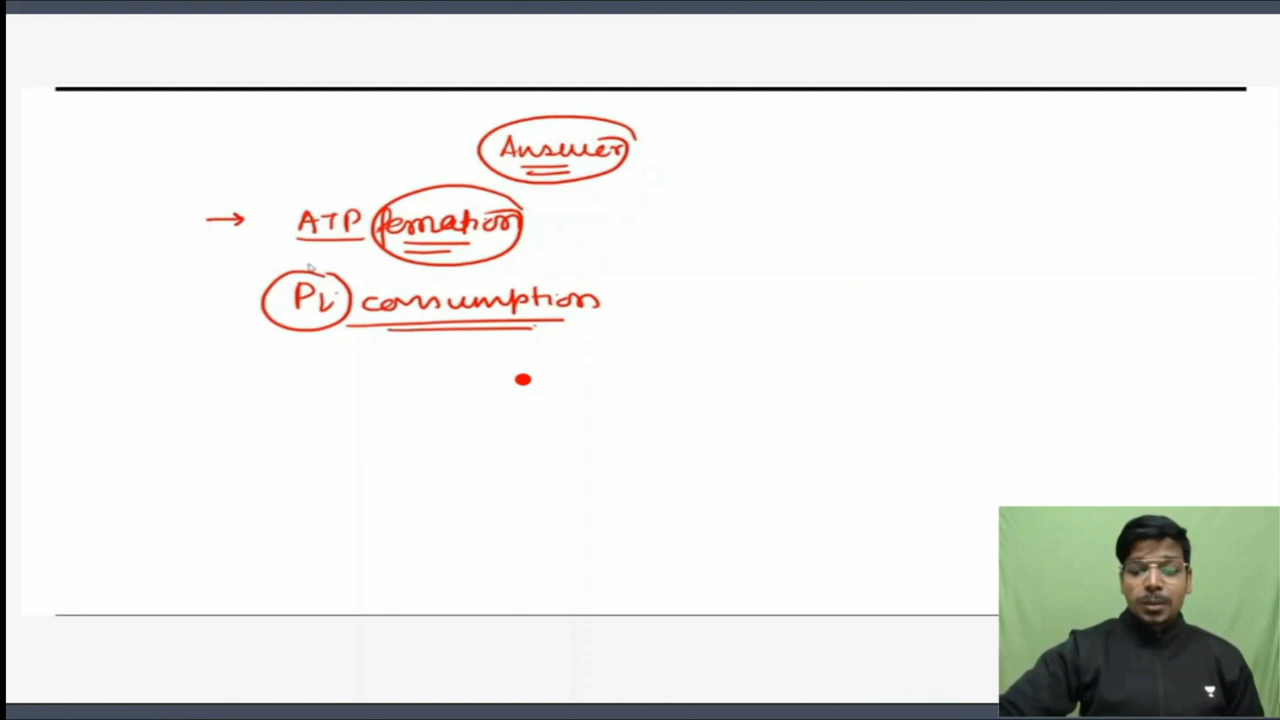 Answer
→ ATP formation
Pi consumption